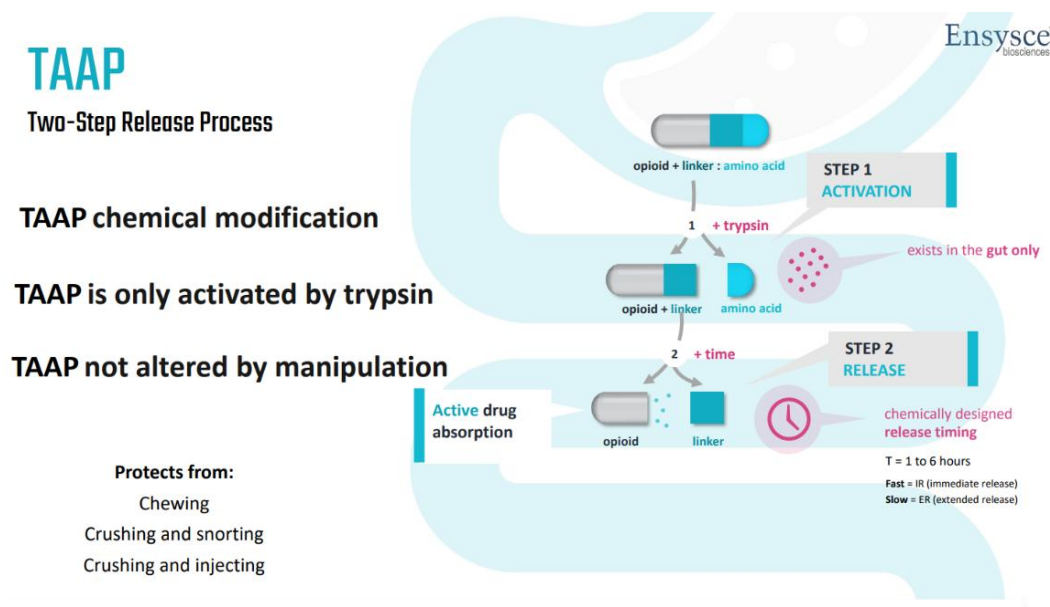 TAAP
Two-Step Release Process
Ensysce
biosciences
TAAP chemical modification
TAAP is only activated by trypsin
TAAP not altered by manipulation
Protects from:
Chewing
Crushing and snorting
Crushing and injecting
opioid + linker : amino acid
STEP 1
ACTIVATION
1 + trypsin
exists in the gut only
opioid + linker
amino acid
2 + time
STEP 2
RELEASE
Active drug
absorption
opioid
linker
chemically designed
release timing
T = 1 to 6 hours
Fast = IR (immediate release)
Slow = ER (extended release)